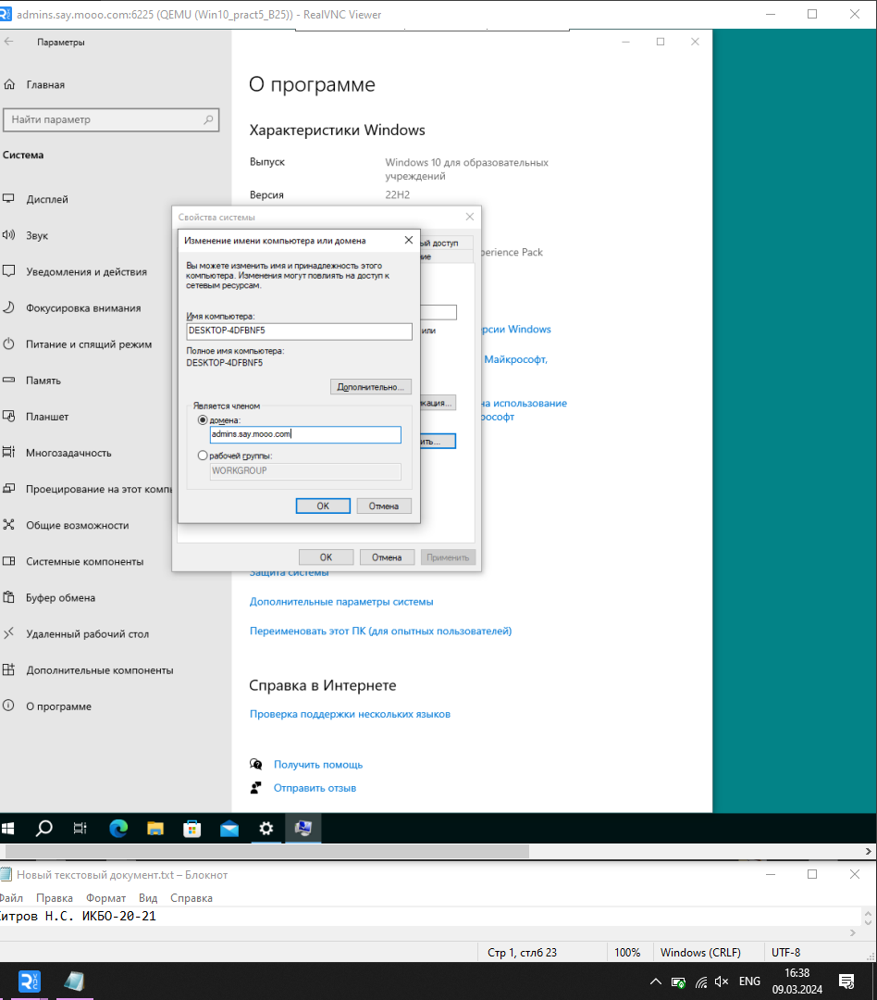 admins.say.mooo.com:6225 (QEMU (Win10_pract5_B25)) - RealVNC Viewer
Параметры
Главная
Найти параметр
Система
Дисплей
Звук
Уведомления и действия
Фокусировка внимания
Питание и спящий режим
Память
Планшет
Многозадачность
Проецирование на этот комп
Общие возможности
Системные компоненты
Буфер обмена
Удаленный рабочий стол
Дополнительные компоненты
О программе
О программе
Характеристики Windows
Выпуск
Windows 10 для образовательных
учреждений
Версия
22H2
perience Pack
рсии Windows
Майкрософт,
на использование
рософт
Свойства системы
ый доступ
ие
или
кация...
ить...
Изменение имени компьютера или домена
Вы можете изменить имя и принадлежность этого
компьютера. Изменения могут повлиять на доступ к
сетевым ресурсам.
Имя компьютера:
DESKTOP-4DFBNF5
Полное имя компьютера:
DESKTOP-4DFBNF5
Дополнительно...
Является членом
домена:
admins.say.mooo.com
рабочей группы:
WORKGROUP
OK
Отмена
OK
Отмена
Применить
Защита системы
Дополнительные параметры системы
Переименовать этот ПК (для опытных пользователей)
Справка в Интернете
Проверка поддержки нескольких языков
Получить помощь
Отправить отзыв
Новый текстовый документ.txt – Блокнот
Файл Правка Формат Вид Справка
итров Н.С. ИКБО-20-21
Стр 1, стлб 23
100%
Windows (CRLF)
UTF-8
ENG
16:38
09.03.2024